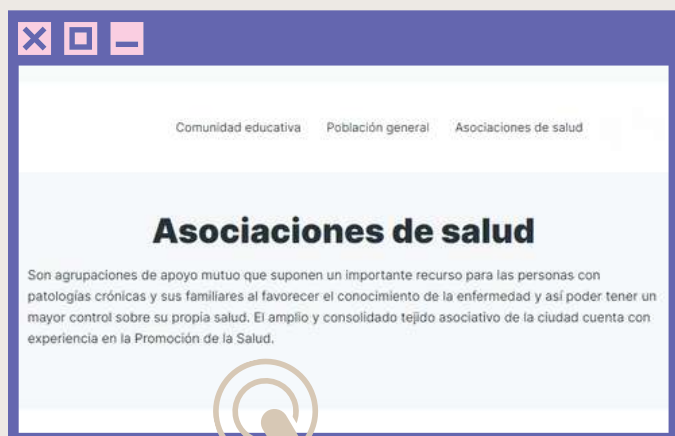 Comunidad educativa Población general Asociaciones de salud
Asociaciones de salud
Son agrupaciones de apoyo mutuo que suponen un importante recurso para las personas con
patologías crónicas y sus familiares al favorecer el conocimiento de la enfermedad y así poder tener un
mayor control sobre su propia salud. El amplio y consolidado tejido asociativo de la ciudad cuenta con
experiencia en la Promoción de la Salud.